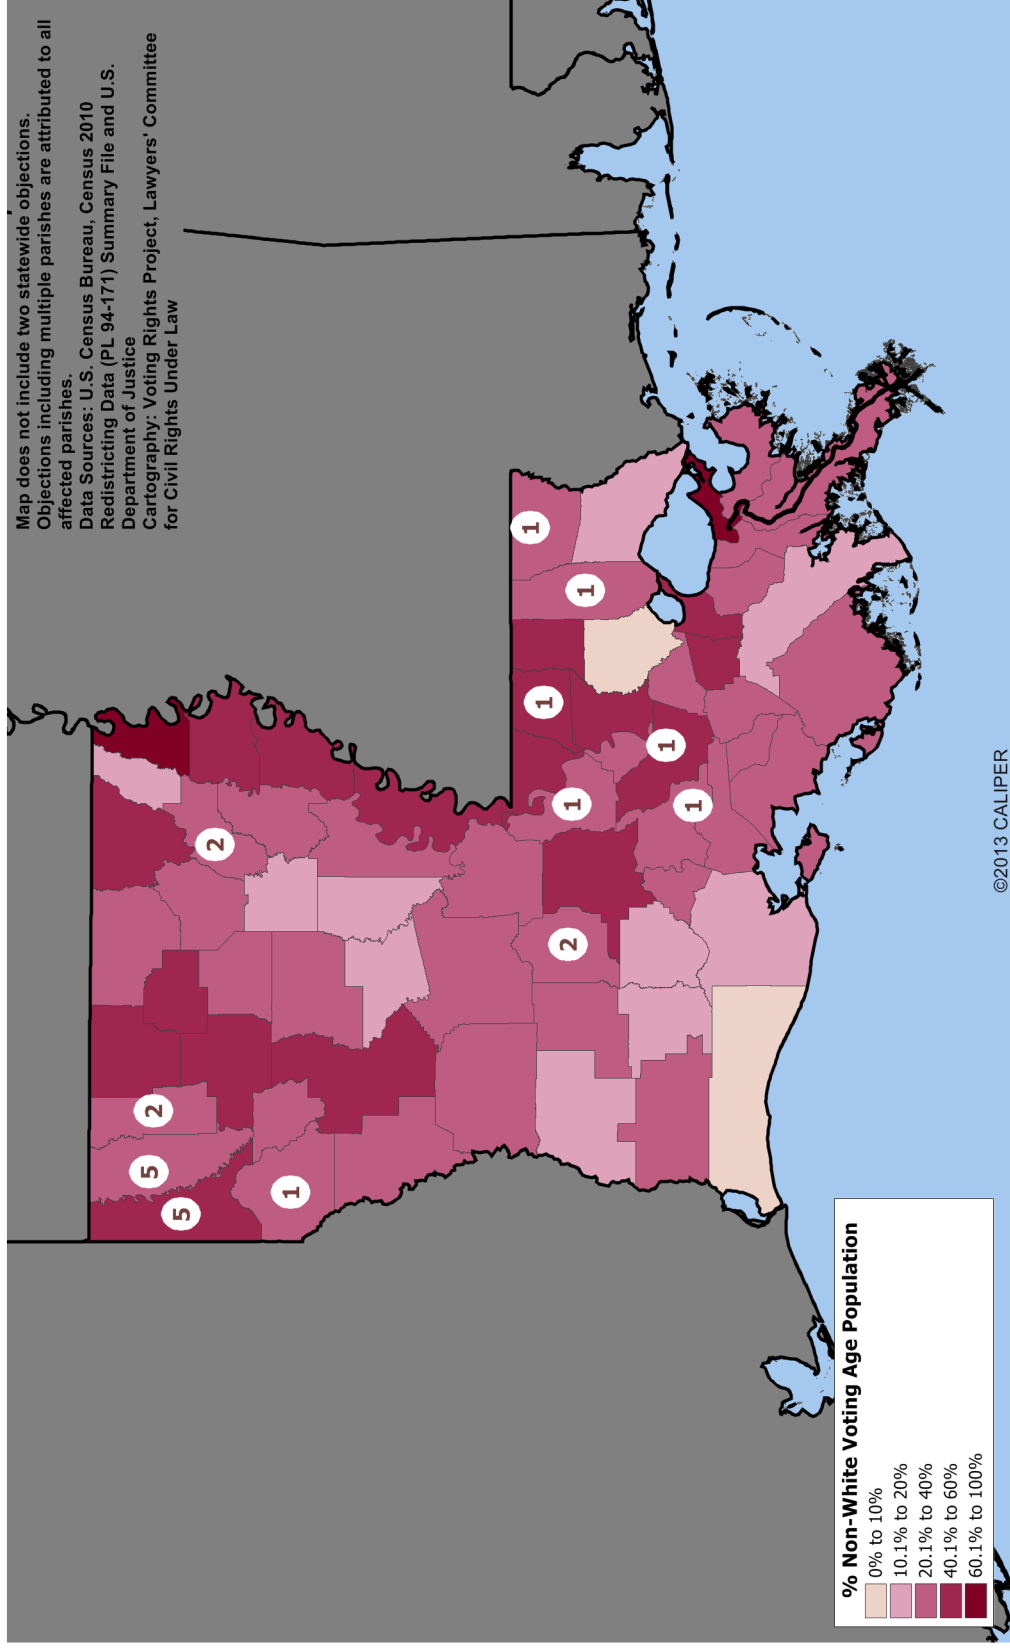 Map does not include two statewide objections.
Objections including multiple parishes are attributed to all
affected parishes.
Data Sources: U.S. Census Bureau, Census 2010
Redistricting Data (PL 94-171) Summary File and U.S.
Department of Justice
Cartography: Voting Rights Project, Lawyers' Committee
for Civil Rights Under Law
5
5
2
1
2
2
1
1
1
1
1
1
% Non-White Voting Age Population
0% to 10%
10.1% to 20%
20.1% to 40%
40.1% to 60%
60.1% to 100%
©2013 CALIPER